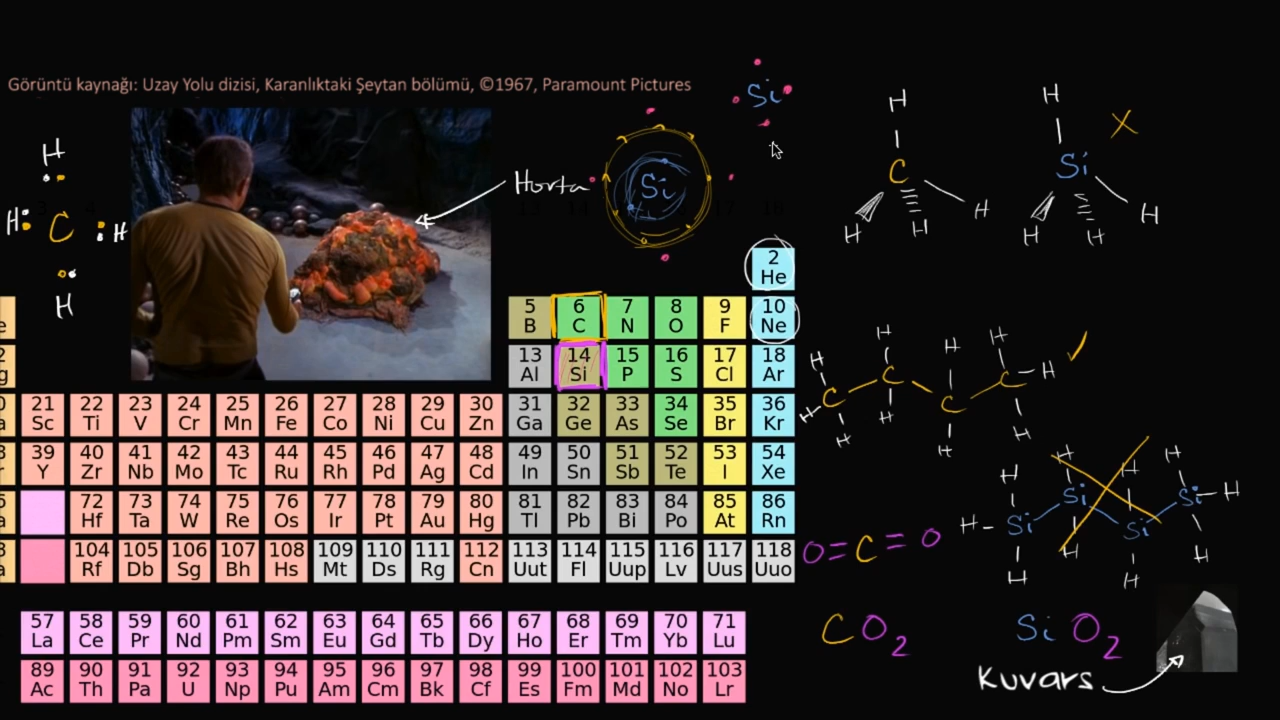 Görüntü kaynağı: Uzay Yolu dizisi, Karanlıktaki Şeytan bölümü, ©1967, Paramount Pictures
Si
H
H
H
C
H
H
Horta
Si
H
C
H
H
H
H
Si
H
H
H
X
2
He
5 6 7 8 9 10
B C N O F Ne
13 14 15 16 17 18
Al Si P S Cl Ar
21 22 23 24 25 26 27 28 29 30 31 32 33 34 35 36
Sc Ti V Cr Mn Fe Co Ni Cu Zn Ga Ge As Se Br Kr
39 40 41 42 43 44 45 46 47 48 49 50 51 52 53 54
Y Zr Nb Mo Tc Ru Rh Pd Ag Cd In Sn Sb Te I Xe
72 73 74 75 76 77 78 79 80 81 82 83 84 85 86
Hf Ta W Re Os Ir Pt Au Hg Tl Pb Bi Po At Rn
104 105 106 107 108 109 110 111 112 113 114 115 116 117 118
Rf Db Sg Bh Hs Mt Ds Rg Cn Uut Fl Uup Lv Uus Uuo
57 58 59 60 61 62 63 64 65 66 67 68 69 70 71
La Ce Pr Nd Pm Sm Eu Gd Tb Dy Ho Er Tm Yb Lu
89 90 91 92 93 94 95 96 97 98 99 100 101 102 103
Ac Th Pa U Np Pu Am Cm Bk Cf Es Fm Md No Lr
H H H H
C C C C H
H H H H H
H H H H
H Si Si Si Si H
H H H H
O=C=O
CO2
SiO2
Kuvars